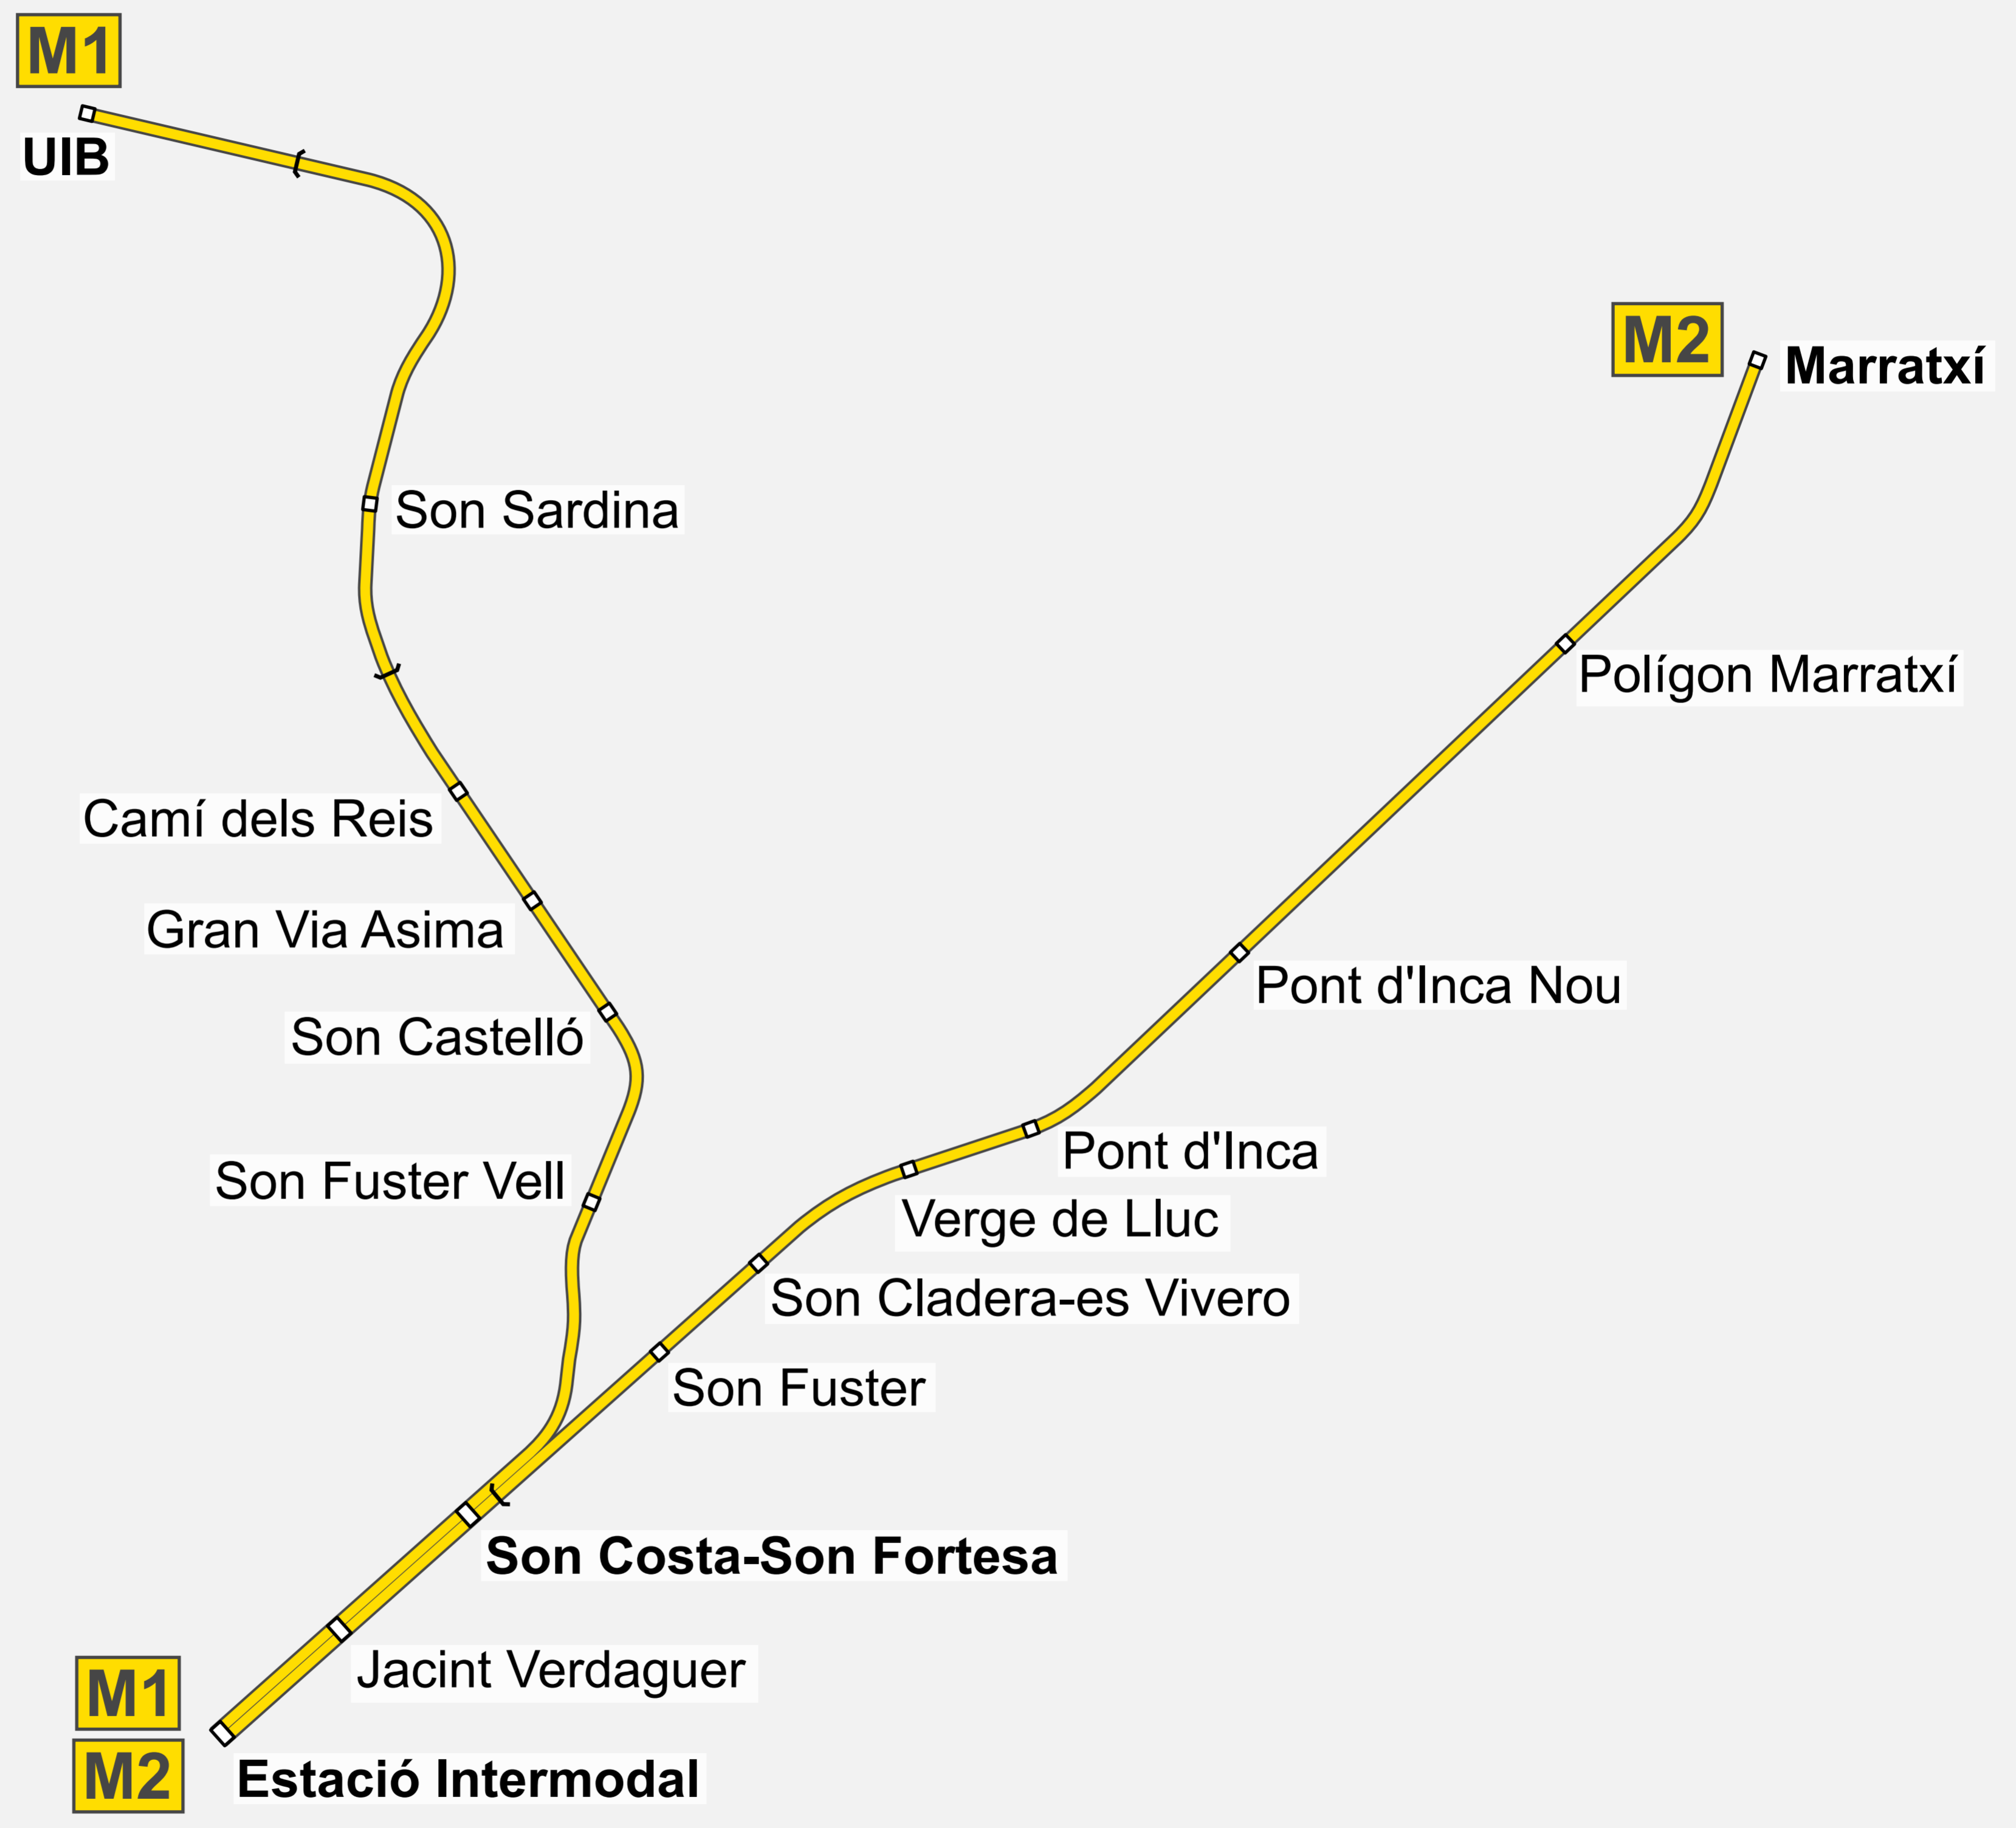 M1
UIB
M2
Marratxí
Son Sardina
Polígon Marratxí
Camí dels Reis
Gran Via Asima
Pont d'Inca Nou
Son Castelló
Pont d'Inca
Son Fuster Vell
Verge de Lluc
Son Cladera-es Vivero
Son Fuster
Son Costa-Son Fortesa
Jacint Verdaguer
M1
M2
Estació Intermodal